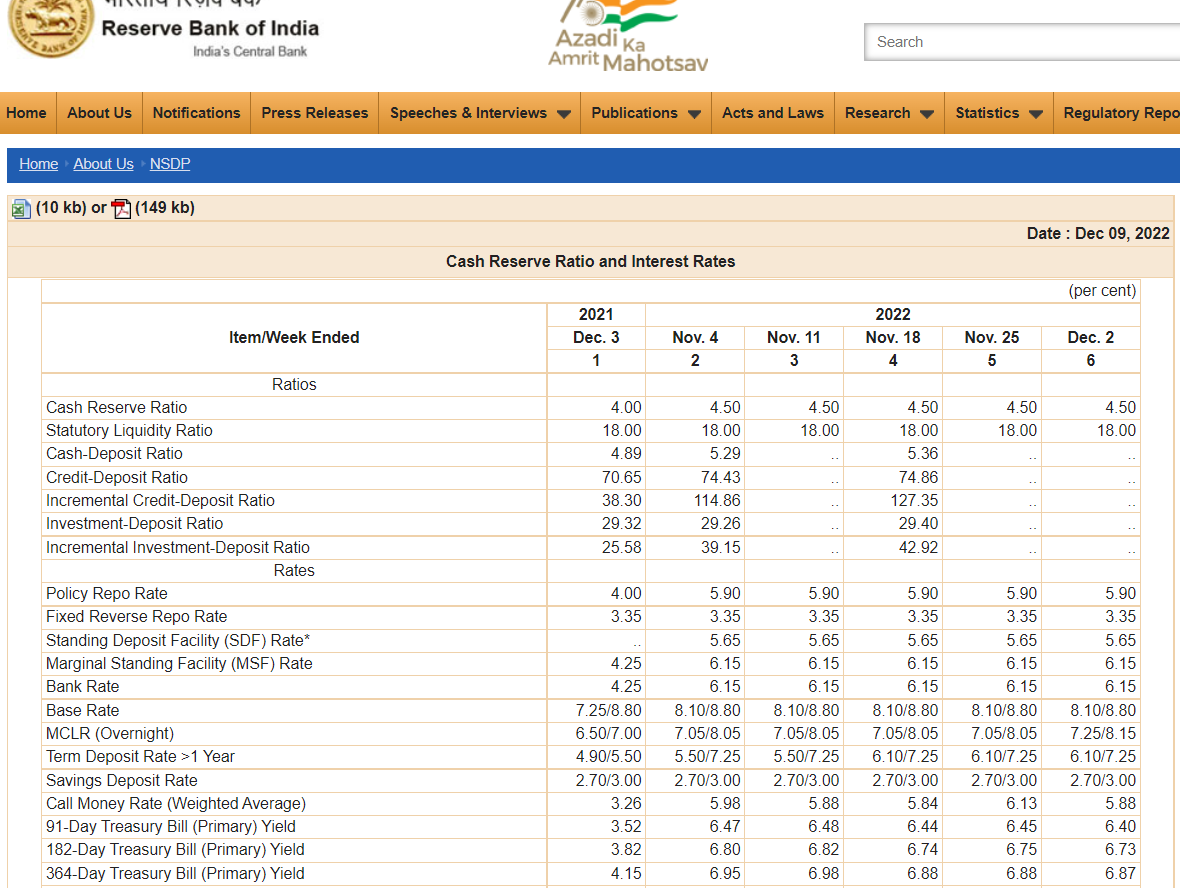 भारतीय रिज़र्व बैंक
Reserve Bank of India
India's Central Bank
Azadi Ka
Amrit Mahotsav
Search
Home About Us Notifications Press Releases Speeches & Interviews Publications Acts and Laws Research Statistics Regulatory Repo
Home About Us NSDP
(10 kb) or (149 kb)
Date : Dec 09, 2022
Cash Reserve Ratio and Interest Rates
(per cent)
Item/Week Ended 2021 2022
Dec. 3 Nov. 4 Nov. 11 Nov. 18 Nov. 25 Dec. 2
1 2 3 4 5 6
Ratios
Cash Reserve Ratio 4.00 4.50 4.50 4.50 4.50 4.50
Statutory Liquidity Ratio 18.00 18.00 18.00 18.00 18.00 18.00
Cash-Deposit Ratio 4.89 5.29 .. 5.36 .. ..
Credit-Deposit Ratio 70.65 74.43 .. 74.86 .. ..
Incremental Credit-Deposit Ratio 38.30 114.86 .. 127.35 .. ..
Investment-Deposit Ratio 29.32 29.26 .. 29.40 .. ..
Incremental Investment-Deposit Ratio 25.58 39.15 .. 42.92 .. ..
Rates
Policy Repo Rate 4.00 5.90 5.90 5.90 5.90 5.90
Fixed Reverse Repo Rate 3.35 3.35 3.35 3.35 3.35 3.35
Standing Deposit Facility (SDF) Rate* .. 5.65 5.65 5.65 5.65 5.65
Marginal Standing Facility (MSF) Rate 4.25 6.15 6.15 6.15 6.15 6.15
Bank Rate 4.25 6.15 6.15 6.15 6.15 6.15
Base Rate 7.25/8.80 8.10/8.80 8.10/8.80 8.10/8.80 8.10/8.80 8.10/8.80
MCLR (Overnight) 6.50/7.00 7.05/8.05 7.05/8.05 7.05/8.05 7.05/8.05 7.25/8.15
Term Deposit Rate >1 Year 4.90/5.50 5.50/7.25 5.50/7.25 6.10/7.25 6.10/7.25 6.10/7.25
Savings Deposit Rate 2.70/3.00 2.70/3.00 2.70/3.00 2.70/3.00 2.70/3.00 2.70/3.00
Call Money Rate (Weighted Average) 3.26 5.98 5.88 5.84 6.13 5.88
91-Day Treasury Bill (Primary) Yield 3.52 6.47 6.48 6.44 6.45 6.40
182-Day Treasury Bill (Primary) Yield 3.82 6.80 6.82 6.74 6.75 6.73
364-Day Treasury Bill (Primary) Yield 4.15 6.95 6.98 6.88 6.88 6.87